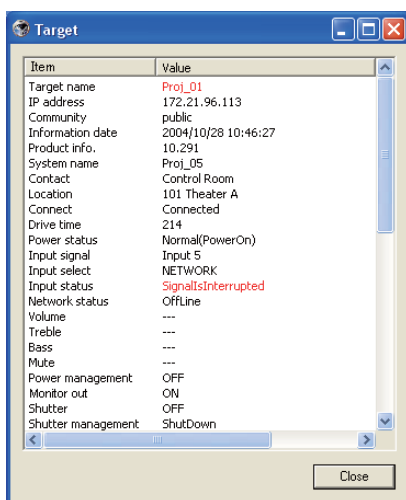 Target
Item Value
Target name Proj_01
IP address 172.21.96.113
Community public
Information date 2004/10/28 10:46:27
Product info. 10.291
System name Proj_05
Contact Control Room
Location 101 Theater A
Connect Connected
Drive time 214
Power status Normal(PowerOn)
Input signal Input 5
Input select NETWORK
Input status SignalIsInterrupted
Network status OffLine
Volume ---
Treble ---
Bass ---
Mute ---
Power management OFF
Monitor out ON
Shutter OFF
Shutter management ShutDown
Close